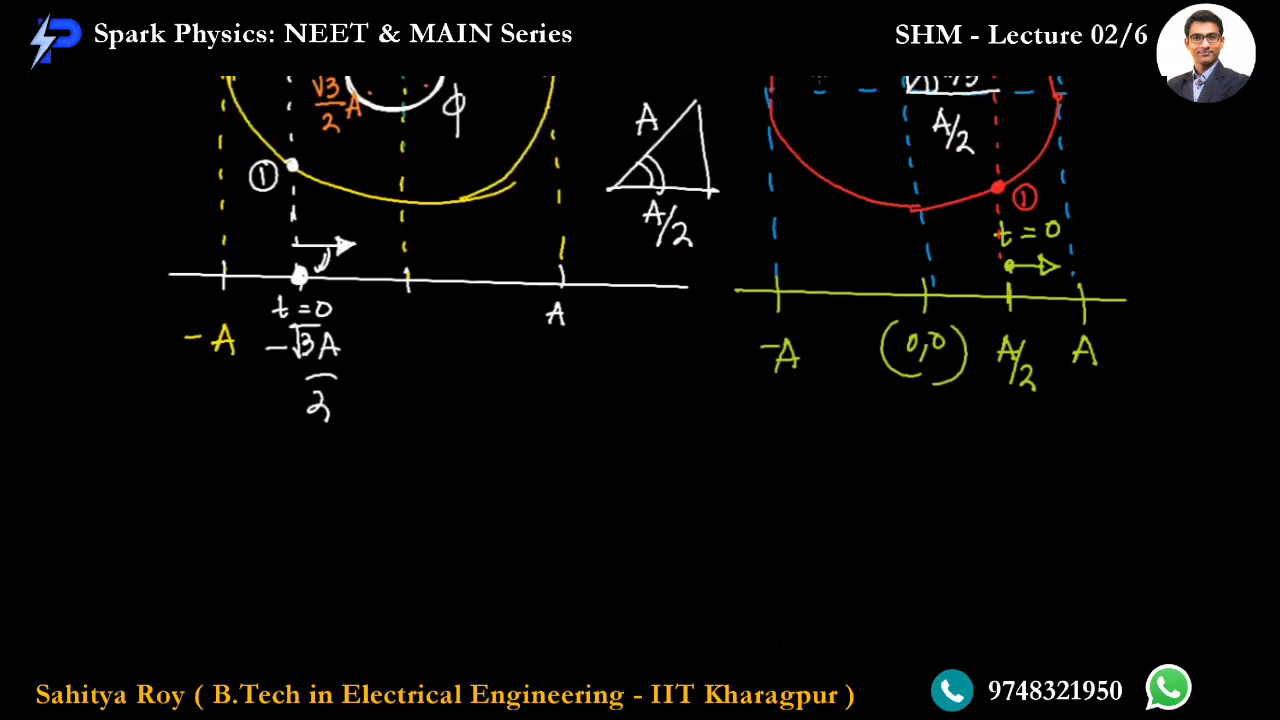 Spark Physics: NEET & MAIN Series
SHM - Lecture 02/6
√3/2 A
φ
①
t = 0
-A
-√3A/2
A
A
A/2
A/2
①
t = 0
-A
(0,0)
A/2
A
Sahitya Roy ( B.Tech in Electrical Engineering - IIT Kharagpur )
9748321950